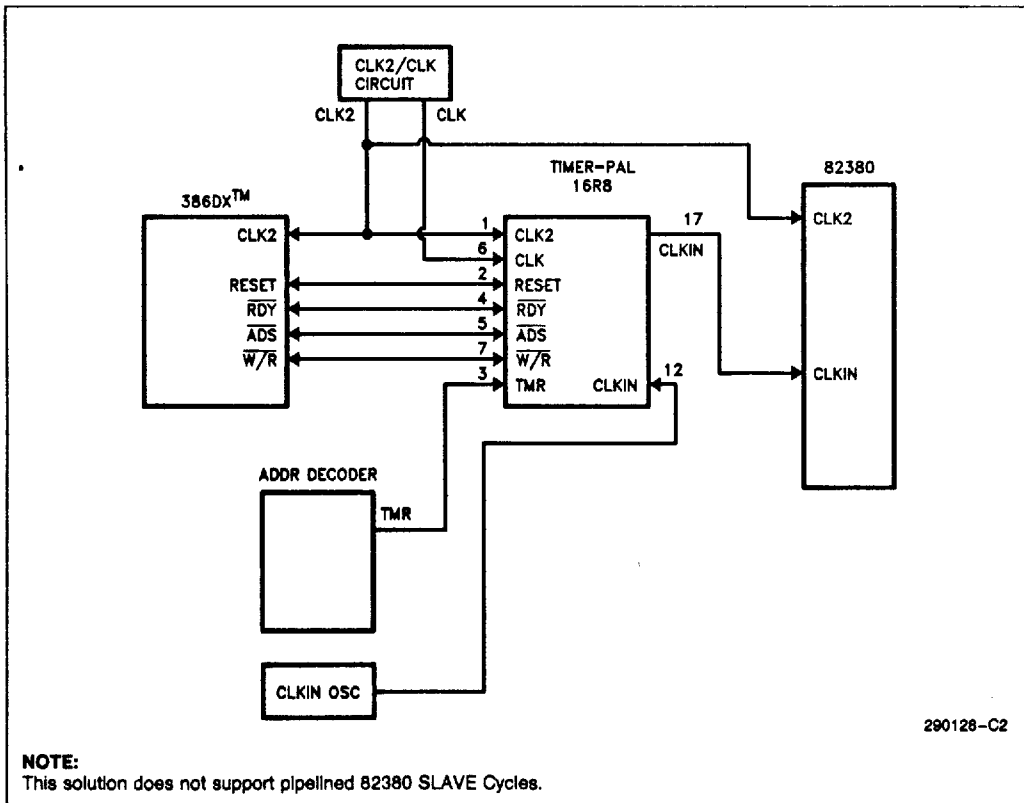 CLK2/CLK
CIRCUIT
CLK2
CLK
TIMER-PAL
16R8
82380
386DX™
CLK2
1
CLK2
17
CLKIN
CLK2
6
CLK
RESET
2
RESET
RDY
4
RDY
ADS
5
ADS
W/R
7
W/R
3
TMR
CLKIN
12
CLKIN
ADDR DECODER
TMR
CLKIN OSC
290128-C2
NOTE:
This solution does not support pipelined 82380 SLAVE Cycles.